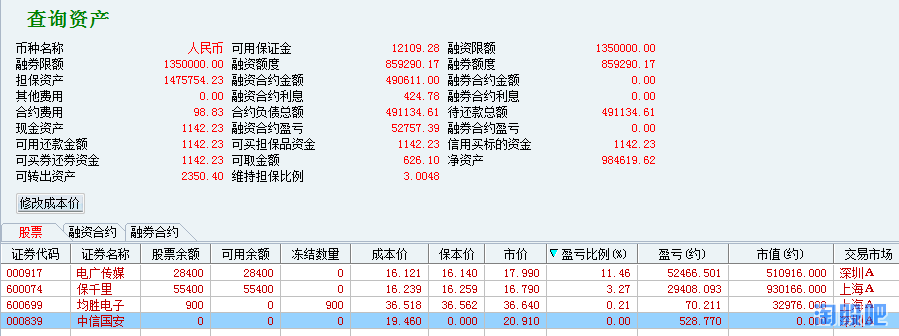 查询资产
币种名称 人民币 可用保证金 12109.28 融资限额 1350000.00
融券限额 1350000.00 融资额度 859290.17 融券额度 859290.17
担保资产 1475754.23 融资合约金额 490611.00 融券合约金额 0.00
其他费用 0.00 融资合约利息 424.78 融券合约利息 0.00
合约费用 98.83 合约负债总额 491134.61 待还款总额 491134.61
现金资产 1142.23 融资合约盈亏 52757.39 融券合约盈亏 0.00
可用还款金额 1142.23 可买担保品资金 1142.23 信用买标的资金 1142.23
可买券还券资金 1142.23 可取金额 626.10 净资产 984619.62
可转出资产 2350.40 维持担保比例 3.0048
修改成本价
股票 融资合约 融券合约
证券代码 证券名称 股票余额 可用余额 冻结数量 成本价 保本价 市价 盈亏比例(%) 盈亏(约) 市值(约) 交易市场
000917 电广传媒 28400 28400 0 16.121 16.140 17.990 11.46 52466.501 510916.000 深圳A
600074 保千里 55400 55400 0 16.239 16.259 16.790 3.27 29408.093 930166.000 上海A
600699 均胜电子 900 0 900 36.518 36.562 36.640 0.21 70.211 32976.000 上海A
000839 中信国安 0 0 0 19.460 0.000 20.910 0.00 528.770 0.00 深圳A
淘股吧